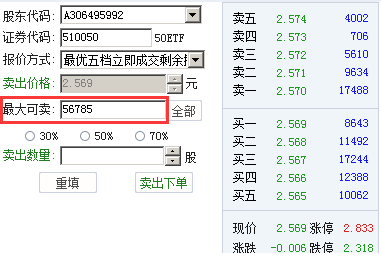 股东代码: A306495992
证券代码: 510050 50ETF
报价方式: 最优五档立即成交剩余
卖出价格: 2.569 元
最大可卖: 56785 全部
30% 50% 70%
卖出数量: 股
重填 卖出下单
卖五 2.574 4002
卖四 2.573 706
卖三 2.572 5610
卖二 2.571 9634
卖一 2.570 17488
买一 2.569 8643
买二 2.568 11492
买三 2.567 17244
买四 2.566 12388
买五 2.565 10062
现价 2.569 涨停 2.833
涨跌 -0.006 跌停 2.318